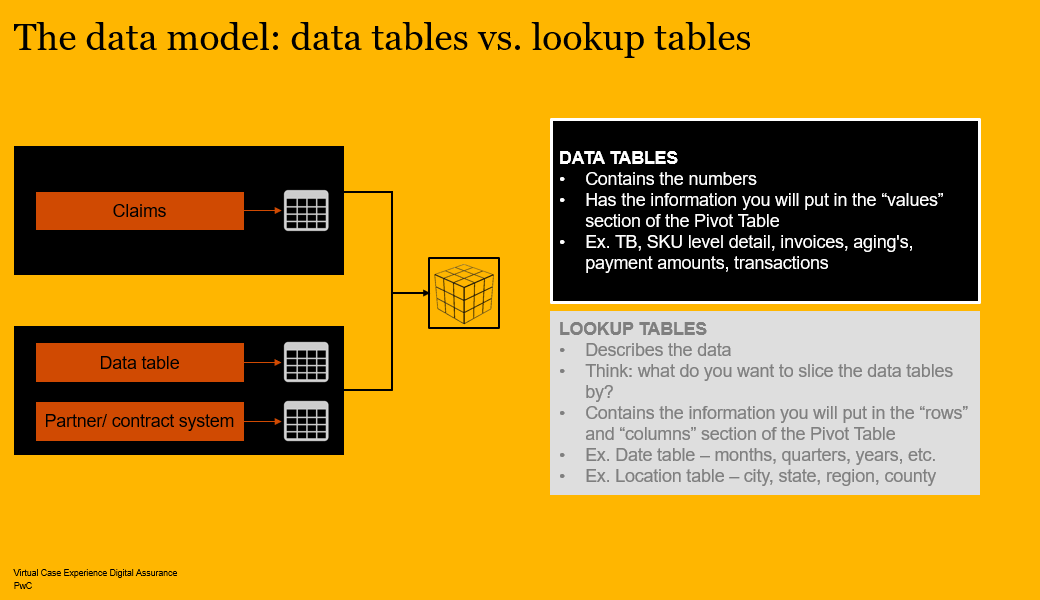 The data model: data tables vs. lookup tables
Claims
Data table
Partner/ contract system
DATA TABLES
• Contains the numbers
• Has the information you will put in the “values”
section of the Pivot Table
• Ex. TB, SKU level detail, invoices, aging's,
payment amounts, transactions
LOOKUP TABLES
• Describes the data
• Think: what do you want to slice the data tables
by?
• Contains the information you will put in the “rows”
and “columns” section of the Pivot Table
• Ex. Date table – months, quarters, years, etc.
• Ex. Location table – city, state, region, county
Virtual Case Experience Digital Assurance
PwC